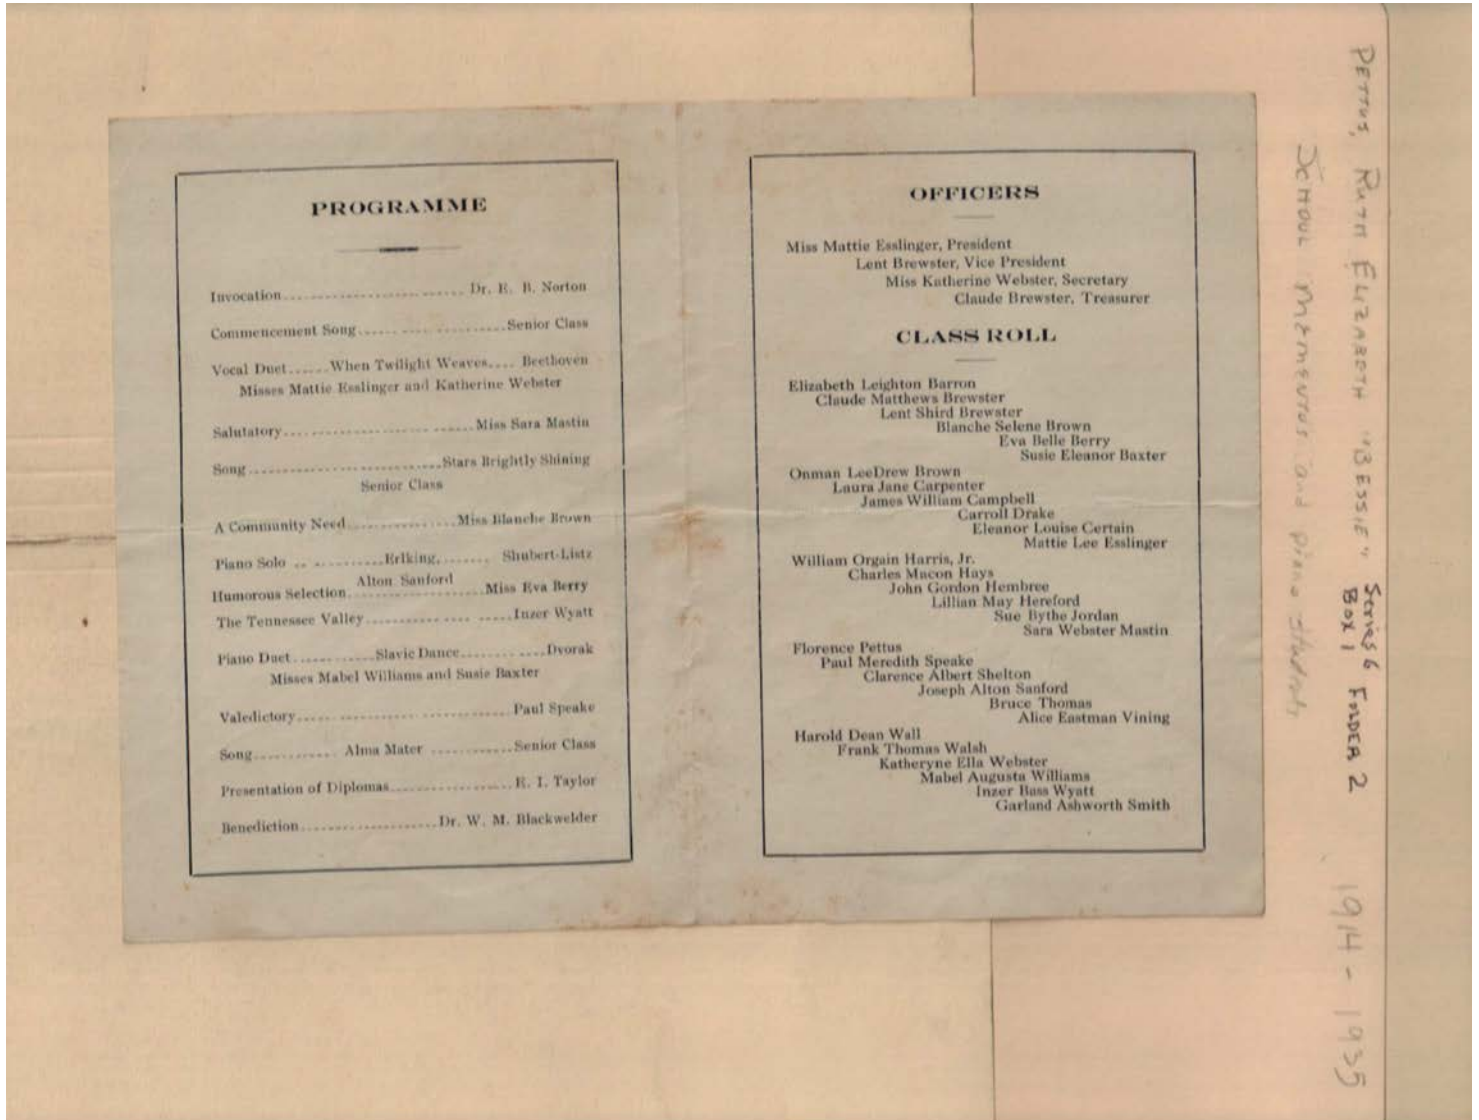 PROGRAMME
Invocation........................Dr. E. B. Norton
Commencement Song....................Senior Class
Vocal Duet......When Twilight Weaves.... Beethoven
Misses Mattie Esslinger and Katherine Webster
Salutatory........................Miss Sara Mastin
Song........................Stars Brightly Shining
Senior Class
A Community Need..............Miss Blanche Brown
Piano Solo .. .........Erlking,....... Shubert-Listz
Alton Sanford
Humorous Selection..................Miss Eva Berry
The Tennessee Valley.................Inzer Wyatt
Piano Duet..........Slavic Dance...........Dvorak
Misses Mabel Williams and Susie Baxter
Valedictory..........................Paul Speake
Song........... Alma Mater ...........Senior Class
Presentation of Diplomas................R. I. Taylor
Benediction...................Dr. W. M. Blackwelder
OFFICERS
Miss Mattie Esslinger, President
Lent Brewster, Vice President
Miss Katherine Webster, Secretary
Claude Brewster, Treasurer
CLASS ROLL
Elizabeth Leighton Barron
Claude Matthews Brewster
Lent Shird Brewster
Blanche Selene Brown
Eva Belle Berry
Susie Eleanor Baxter
Onman LeeDrew Brown
Laura Jane Carpenter
James William Campbell
Carroll Drake
Eleanor Louise Certain
Mattie Lee Esslinger
William Orgain Harris, Jr.
Charles Macon Hays
John Gordon Hembree
Lillian May Hereford
Sue Bythe Jordan
Sara Webster Mastin
Florence Pettus
Paul Meredith Speake
Clarence Albert Shelton
Joseph Alton Sanford
Bruce Thomas
Alice Eastman Vining
Harold Dean Wall
Frank Thomas Walsh
Katheryne Ella Webster
Mabel Augusta Williams
Inzer Bass Wyatt
Garland Ashworth Smith
PETTUS, RUTH ELIZABETH "BESSIE" Series 6 FOLDER 2
BOX 1
1914 - 1935
SCHOOL MEMENTOS and piano students